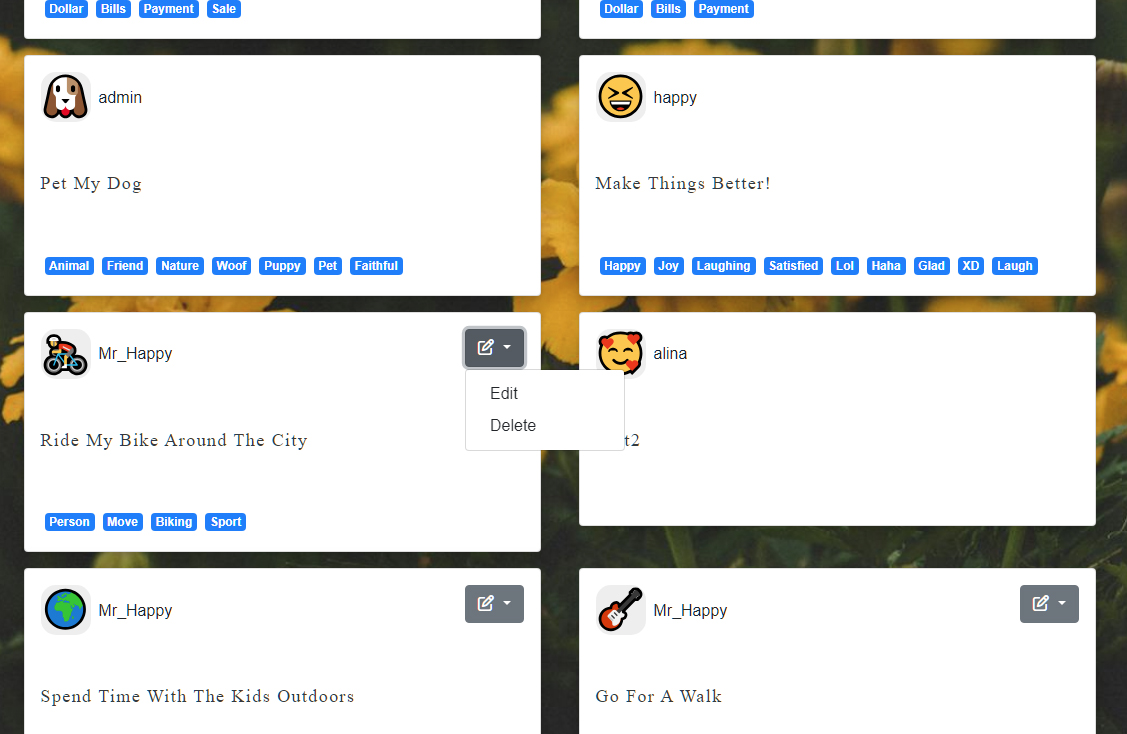 Dollar Bills Payment Sale
Dollar Bills Payment
admin
happy
Pet My Dog
Make Things Better!
Animal Friend Nature Woof Puppy Pet Faithful
Happy Joy Laughing Satisfied Lol Haha Glad XD Laugh
Mr_Happy
alina
Edit
Delete
Ride My Bike Around The City
Person Move Biking Sport
Mr_Happy
Mr_Happy
Spend Time With The Kids Outdoors
Go For A Walk